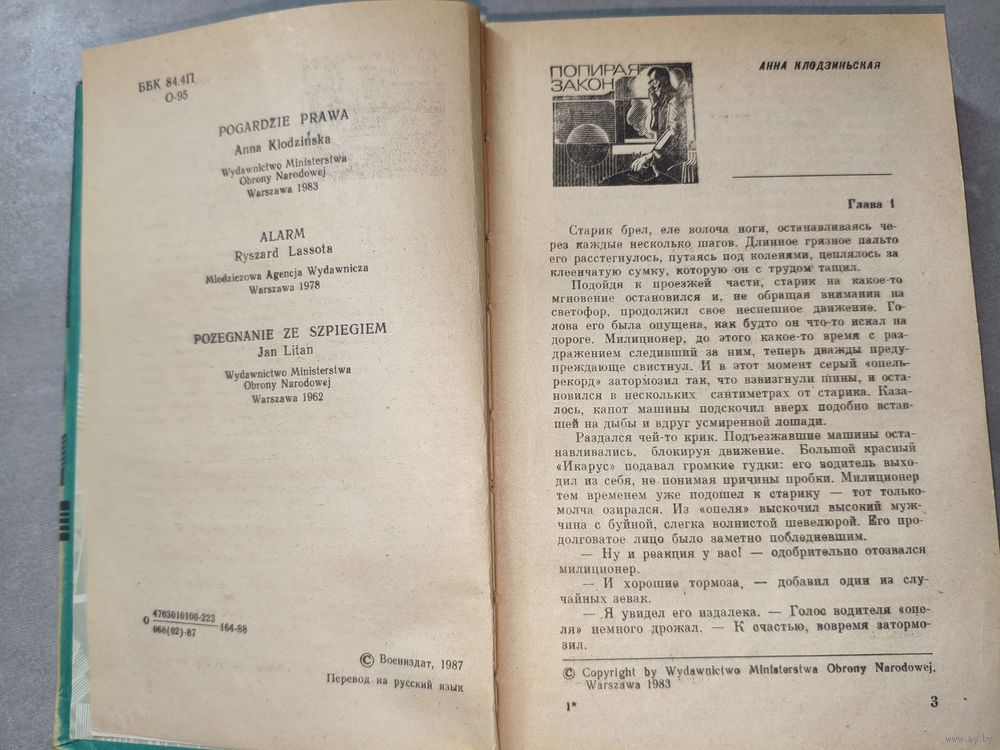 ББК 84.4П
О-95
POGARDZIE PRAWA
Anna Kłodzińska
Wydawnictwo Ministerstwa
Obrony Narodowej
Warszawa 1983
ALARM
Ryszard Lassota
Młodziezowa Agencja Wydawnicza
Warszawa 1978
POZEGNANIE ZE SZPIEGIEM
Jan Litan
Wydawnictwo Ministerstwa
Obrony Narodowej
Warszawa 1962
О 4703010100-223
068(02)-87 164-88
© Воениздат, 1987
Перевод на русский язык
ПОПИРАЯ
ЗАКОН
АННА КЛОДЗИНЬСКАЯ
Глава 1
Старик брел, еле волоча ноги, останавливаясь че-
рез каждые несколько шагов. Длинное грязное пальто
его расстегнулось, путаясь под коленями, цеплялось за
клеенчатую сумку, которую он с трудом тащил.
Подойдя к проезжей части, старик на какое-то
мгновение остановился и, не обращая внимания на
светофор, продолжил свое неспешное движение. Го-
лова его была опущена, как будто он что-то искал на
дороге. Милиционер, до этого какое-то время с раз-
дражением следивший за ним, теперь дважды преду-
преждающе свистнул. И в этот момент серый «опель-
рекорд» затормозил так, что взвизгнули шины, и оста-
новился в нескольких сантиметрах от старика. Каза-
лось, капот машины подскочил вверх подобно встав-
шей на дыбы и вдруг усмиренной лошади.
Раздался чей-то крик. Подъезжавшие машины оста-
навливались, блокируя движение. Большой красный
«Икарус» подавал громкие гудки: его водитель выхо-
дил из себя, не понимая причины пробки. Милиционер
тем временем уже подошел к старику — тот только
молча озирался. Из «опеля» выскочил высокий муж-
чина с буйной, слегка волнистой шевелюрой. Его про-
долговатое лицо было заметно побледневшим.
— Ну и реакция у вас! — одобрительно отозвался
милиционер.
— И хорошие тормоза, — добавил один из слу-
чайных зевак.
— Я увидел его издалека. — Голос водителя «опе-
ля» немного дрожал. — К счастью, вовремя затормо-
зил.
© Copyright by Wydawnictwo Ministerstwa Obrony Narodowej,
Warszawa 1983
1*
3
www.ay.by